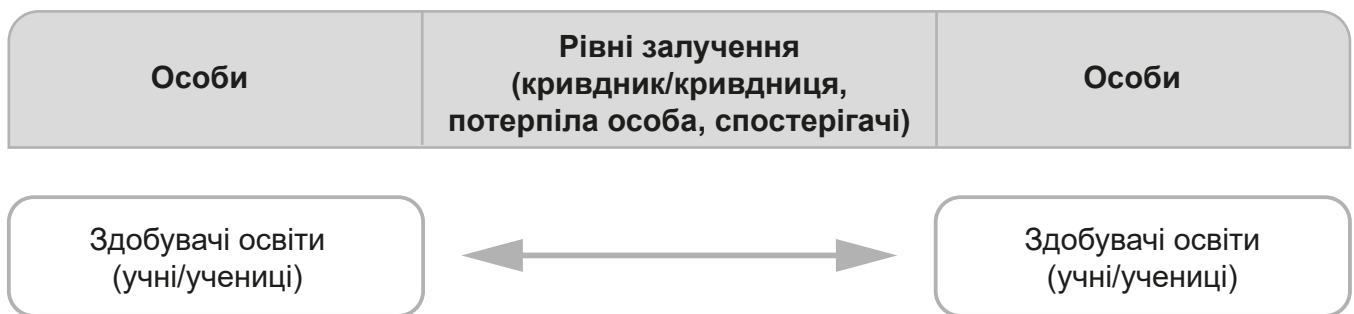 Особи
Рівні залучення
(кривдник/кривдниця,
потерпіла особа, спостерігачі)
Особи
Здобувачі освіти
(учні/учениці)
Здобувачі освіти
(учні/учениці)